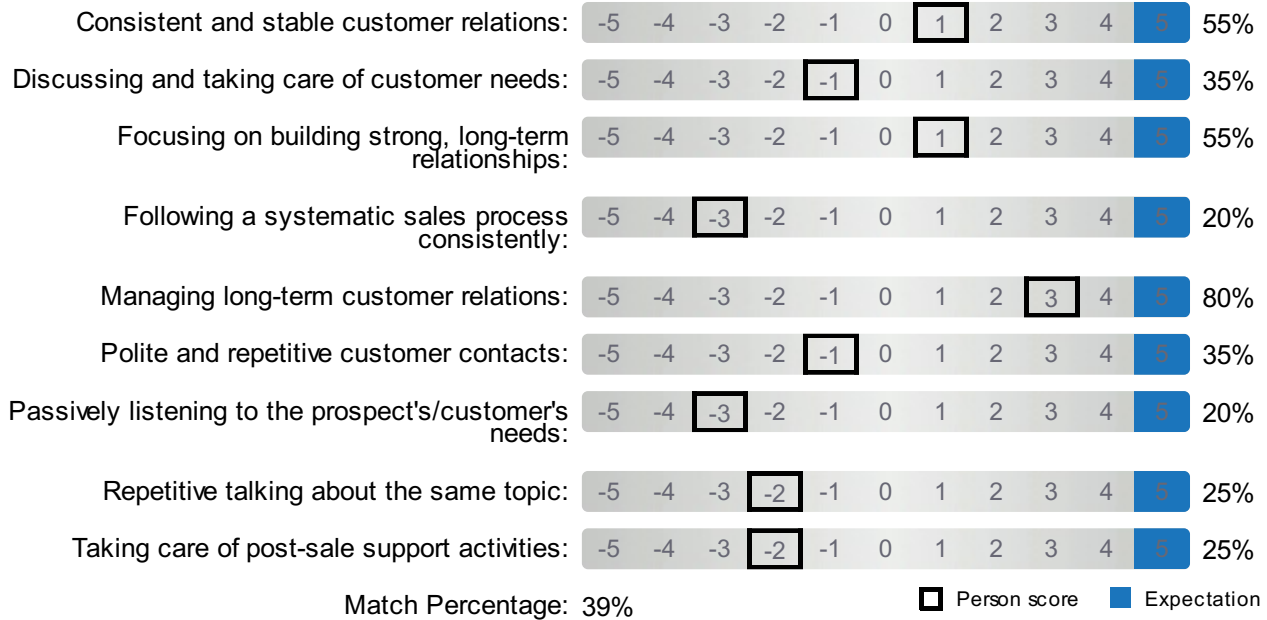 Consistent and stable customer relations: -5 -4 -3 -2 -1 0 1 2 3 4 5 55%
Discussing and taking care of customer needs: -5 -4 -3 -2 -1 0 1 2 3 4 5 35%
Focusing on building strong, long-term
relationships: -5 -4 -3 -2 -1 0 1 2 3 4 5 55%
Following a systematic sales process
consistently: -5 -4 -3 -2 -1 0 1 2 3 4 5 20%
Managing long-term customer relations: -5 -4 -3 -2 -1 0 1 2 3 4 5 80%
Polite and repetitive customer contacts: -5 -4 -3 -2 -1 0 1 2 3 4 5 35%
Passively listening to the prospect's/customer's
needs: -5 -4 -3 -2 -1 0 1 2 3 4 5 20%
Repetitive talking about the same topic: -5 -4 -3 -2 -1 0 1 2 3 4 5 25%
Taking care of post-sale support activities: -5 -4 -3 -2 -1 0 1 2 3 4 5 25%
Match Percentage: 39% Person score Expectation